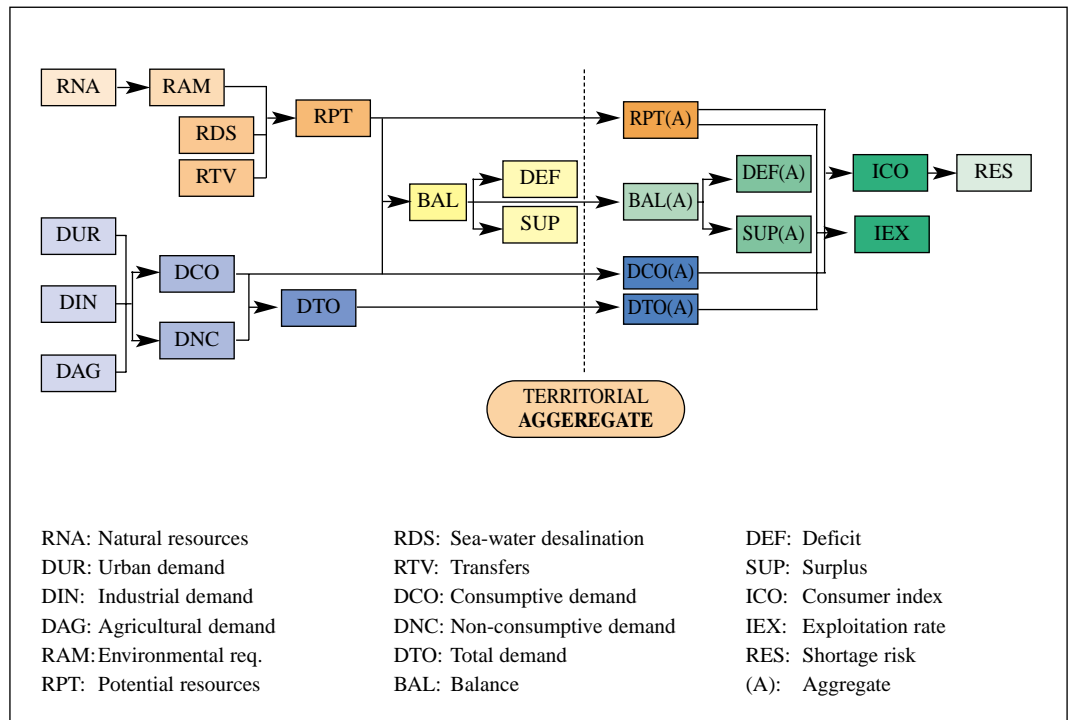 RNA
RAM
RDS
RTV
RPT
RPT(A)
DEF
BAL
SUP
DEF(A)
BAL(A)
SUP(A)
ICO
RES
IEX
DUR
DIN
DAG
DCO
DNC
DTO
DCO(A)
DTO(A)
TERRITORIAL
AGGEREGATE
RNA: Natural resources
DUR: Urban demand
DIN: Industrial demand
DAG: Agricultural demand
RAM: Environmental req.
RPT: Potential resources
RDS: Sea-water desalination
RTV: Transfers
DCO: Consumptive demand
DNC: Non-consumptive demand
DTO: Total demand
BAL: Balance
DEF: Deficit
SUP: Surplus
ICO: Consumer index
IEX: Exploitation rate
RES: Shortage risk
(A): Aggregate